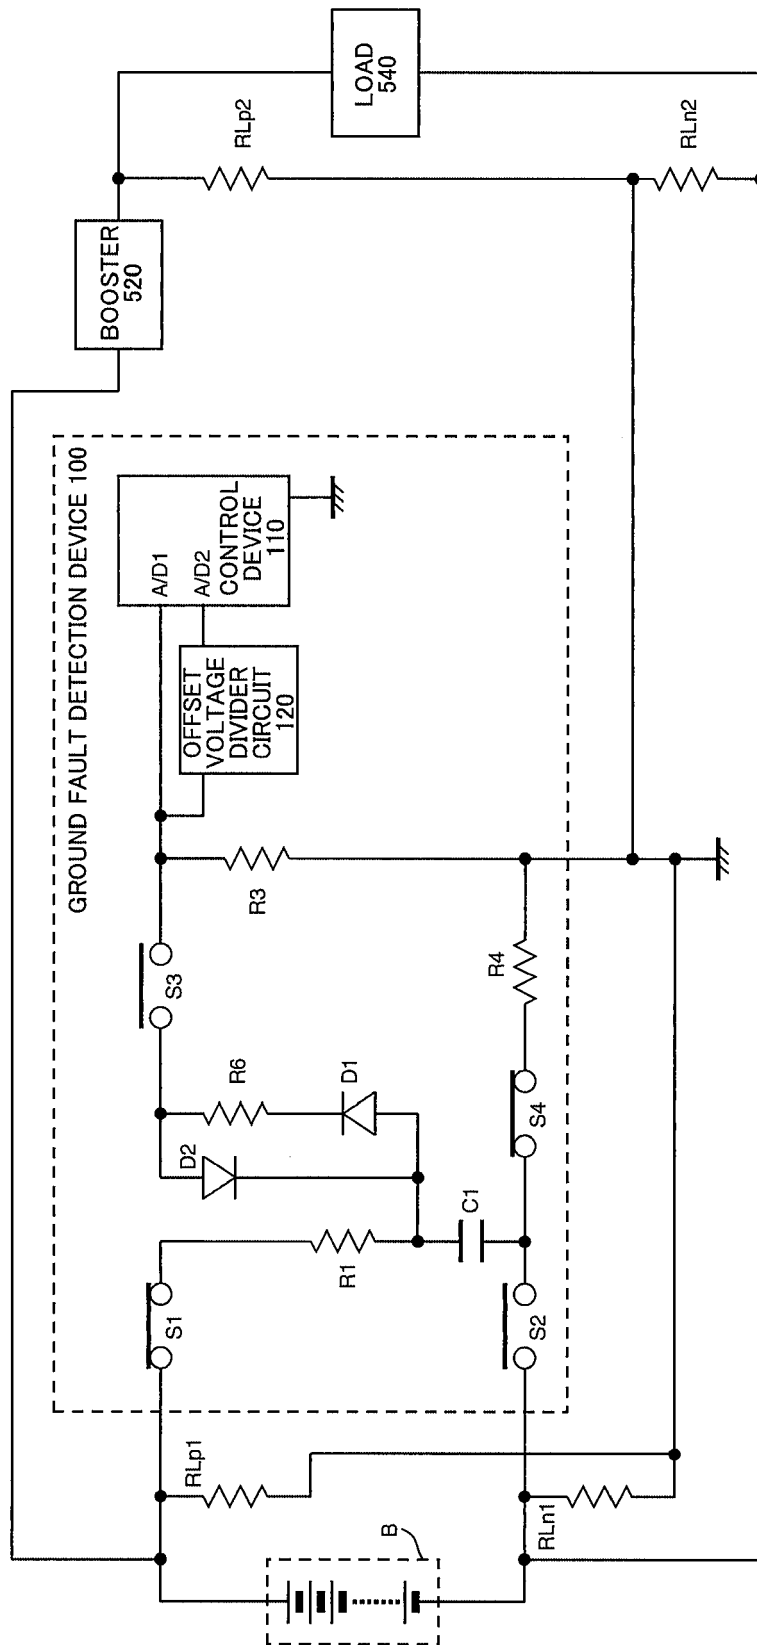 LOAD
540
RLp2
RLn2
BOOSTER
520
GROUND FAULT DETECTION DEVICE 100
A/D1
A/D2
CONTROL
DEVICE
110
OFFSET
VOLTAGE
DIVIDER
CIRCUIT
120
R3
S3
R4
R6
D1
D2
S4
C1
R1
S1
S2
RLp1
RLn1
B